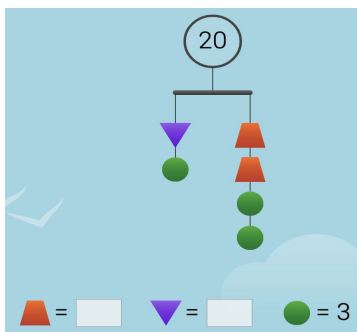 20
= = = 3